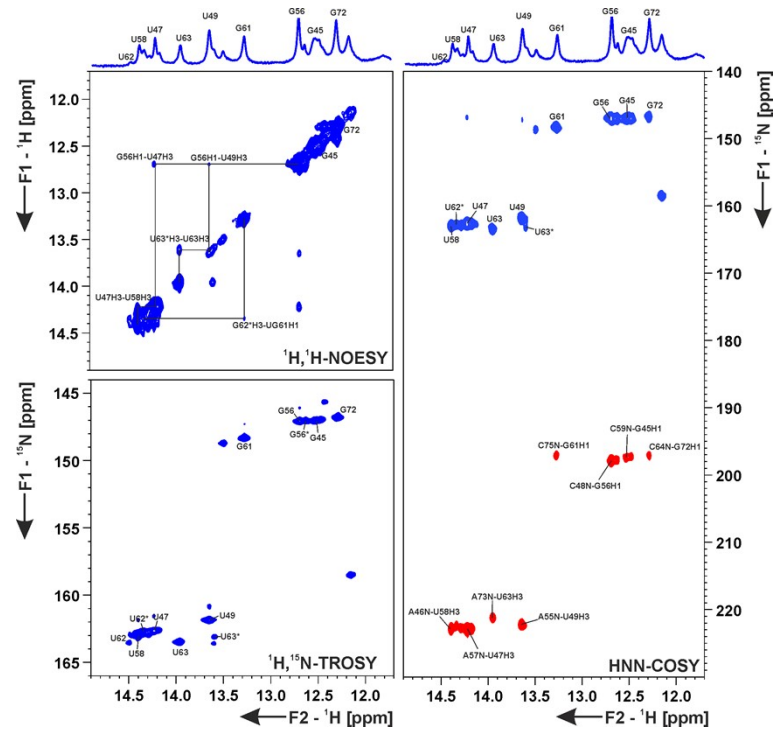 U62 U58 U47 U63 U49 G61 G56 G45 G72
12.0
12.5
13.0
13.5
14.0
14.5
F1 - ¹H [ppm]
G72
G45
G56H1-U47H3 G56H1-U49H3
U63*H3-U63H3
U47H3-U58H3
G62*H3-UG61H1
¹H,¹H-NOESY
145
150
155
160
165
F1 - ¹⁵N [ppm]
G56 G72
G56* G45
G61
U62* U47 U49
U62 U63*
U58 U63
¹H,¹⁵N-TROSY
14.5 14.0 13.5 13.0 12.5 12.0
F2 - ¹H [ppm]
U62 U58 U47 U63 U49 G61 G56 G45 G72
140
150
160
170
180
190
200
210
220
F1 - ¹⁵N [ppm]
G61 G56 G45 G72
U62* U47 U49
U58 U63 U63*
C59N-G45H1
C75N-G61H1 C64N-G72H1
C48N-G56H1
A73N-U63H3
A46N-U58H3 A55N-U49H3
A57N-U47H3
HNN-COSY
14.5 14.0 13.5 13.0 12.5 12.0
F2 - ¹H [ppm]